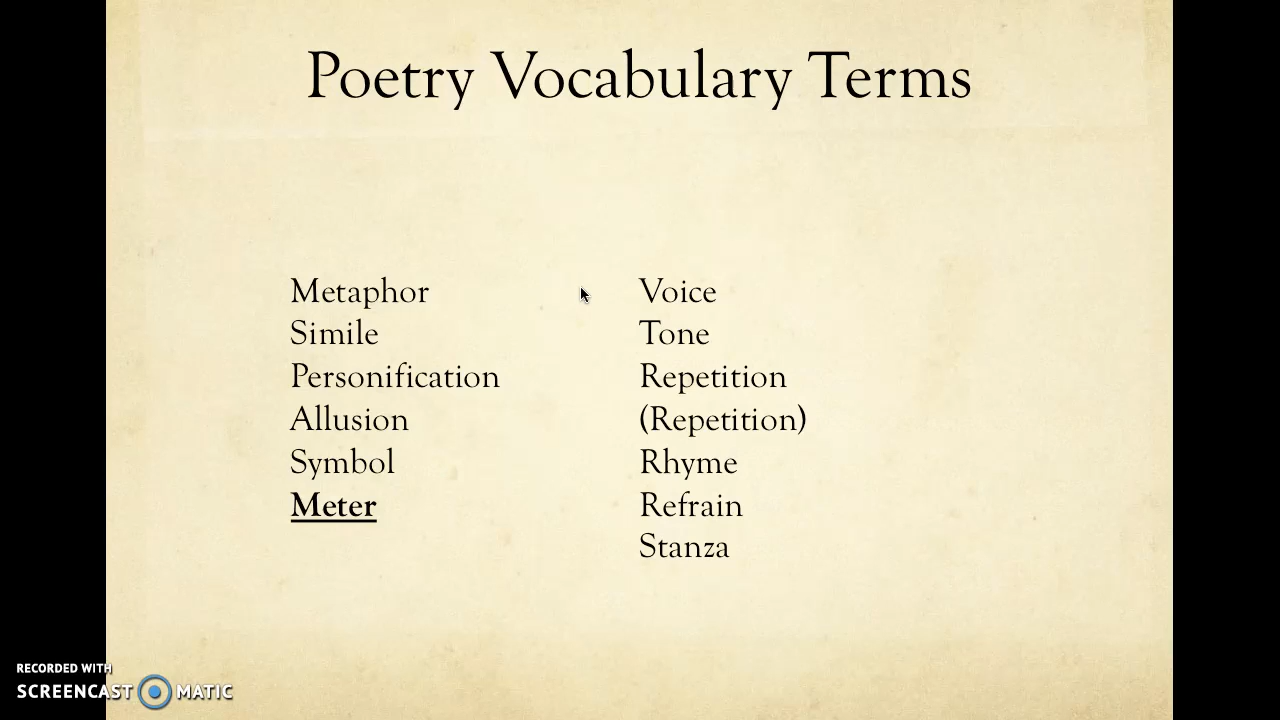 Poetry Vocabulary Terms
Metaphor
Simile
Personification
Allusion
Symbol
Meter
Voice
Tone
Repetition
(Repetition)
Rhyme
Refrain
Stanza
RECORDED WITH
SCREENCAST MATIC